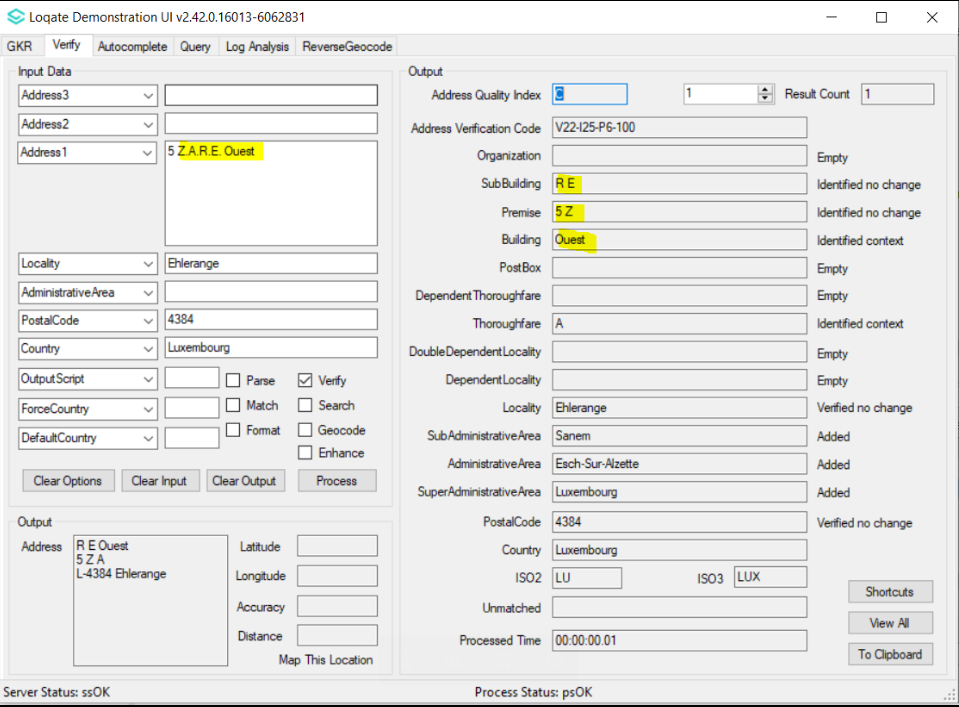 Loqate Demonstration UI v2.42.0.16013-6062831
GKR Verify Autocomplete Query Log Analysis ReverseGeocode
Input Data
Address3
Address2
Address1 5 Z.A.R.E. Ouest
Locality Ehlerange
AdministrativeArea
PostalCode 4384
Country Luxembourg
OutputScript Parse Verify
ForceCountry Match Search
DefaultCountry Format Geocode
Enhance
Clear Options Clear Input Clear Output Process
Output
Address R E Ouest
5 Z A
L-4384 Ehlerange
Latitude
Longitude
Accuracy
Distance
Map This Location
Output
Address Quality Index C 1 Result Count 1
Address Verification Code V22-I25-P6-100
Organization Empty
SubBuilding R E Identified no change
Premise 5 Z Identified no change
Building Ouest Identified context
PostBox Empty
DependentThoroughfare Empty
Thoroughfare A Identified context
DoubleDependentLocality Empty
DependentLocality Empty
Locality Ehlerange Verified no change
SubAdministrativeArea Sanem Added
AdministrativeArea Esch-Sur-Alzette Added
SuperAdministrativeArea Luxembourg Added
PostalCode 4384 Verified no change
Country Luxembourg
ISO2 LU ISO3 LUX
Unmatched
Processed Time 00:00:00.01
Shortcuts
View All
To Clipboard
Server Status: ssOK Process Status: psOK